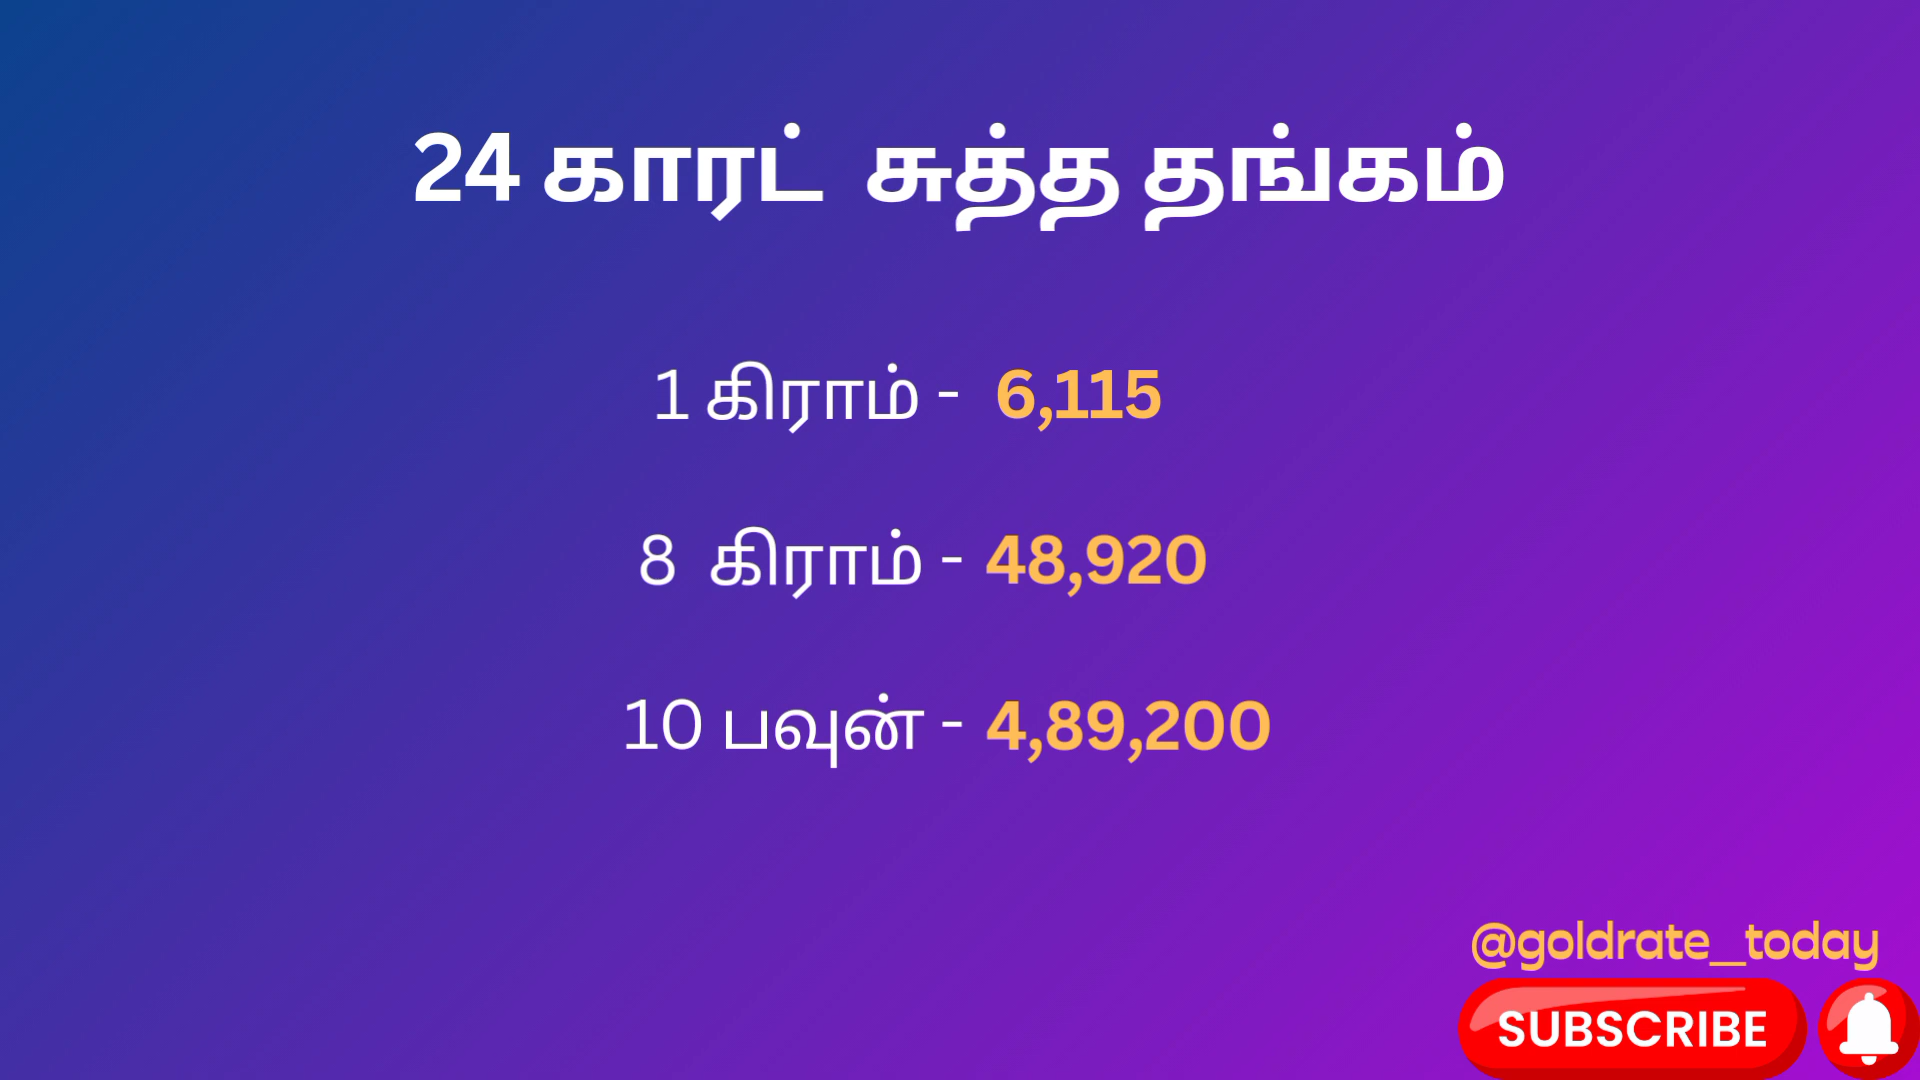 24 காரட் சுத்த தங்கம்
1 கிராம் - 6,115
8 கிராம் - 48,920
10 பவுன் - 4,89,200
@goldrate_today
SUBSCRIBE